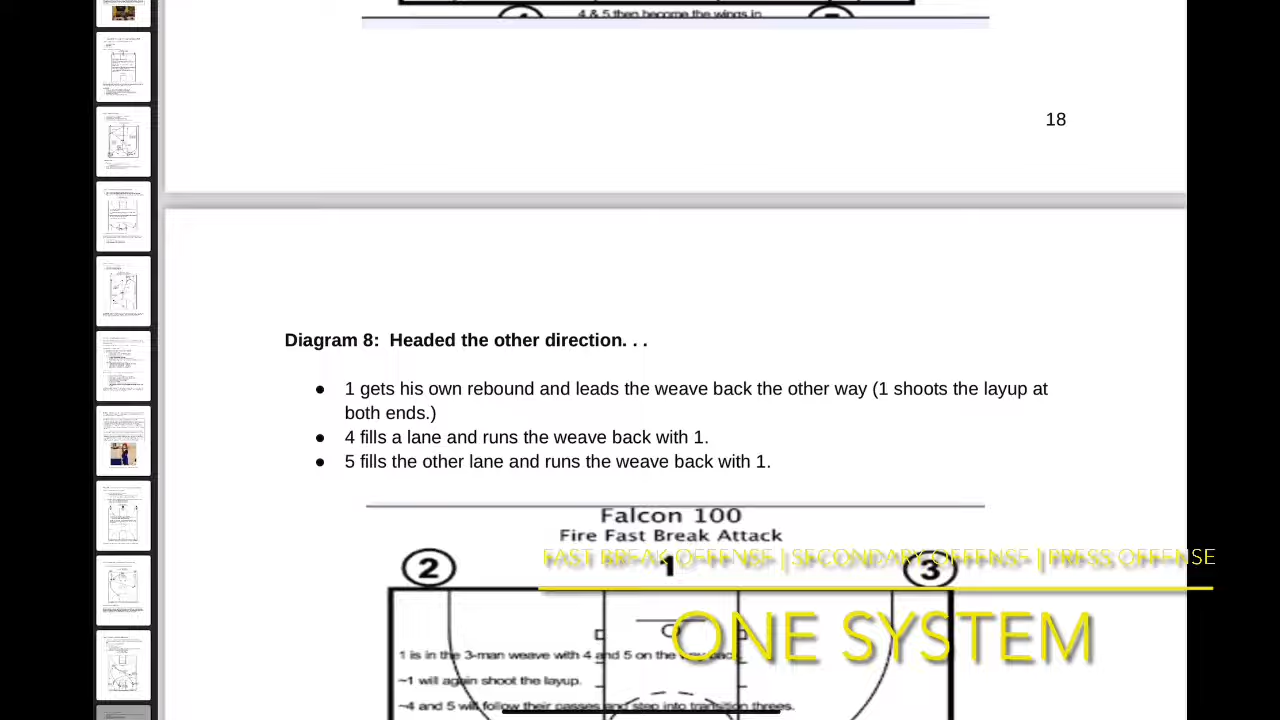 4 & 5 then become the wings in
18
Diagram 8:  Headed the other direction. . .
● 1 gets his own rebound and leads the weave back the other way (1 shoots the layup at
both ends.)
● 4 fills a lane and runs the weave back with 1.
● 5 fills the other lane and runs the weave back with 1.
Falcon 100
Fire Fast Break Attack
2 1 3
FAST BREAK OFFENSE | SECONDARY OFFENSE | PRESS OFFENSE
ONE SYSTEM
1 is in the 3-man weave with 4 and 5 on the way back.
~1 will again shoot the layup.
~4 and 5 will follow their passes and step into transition threes.